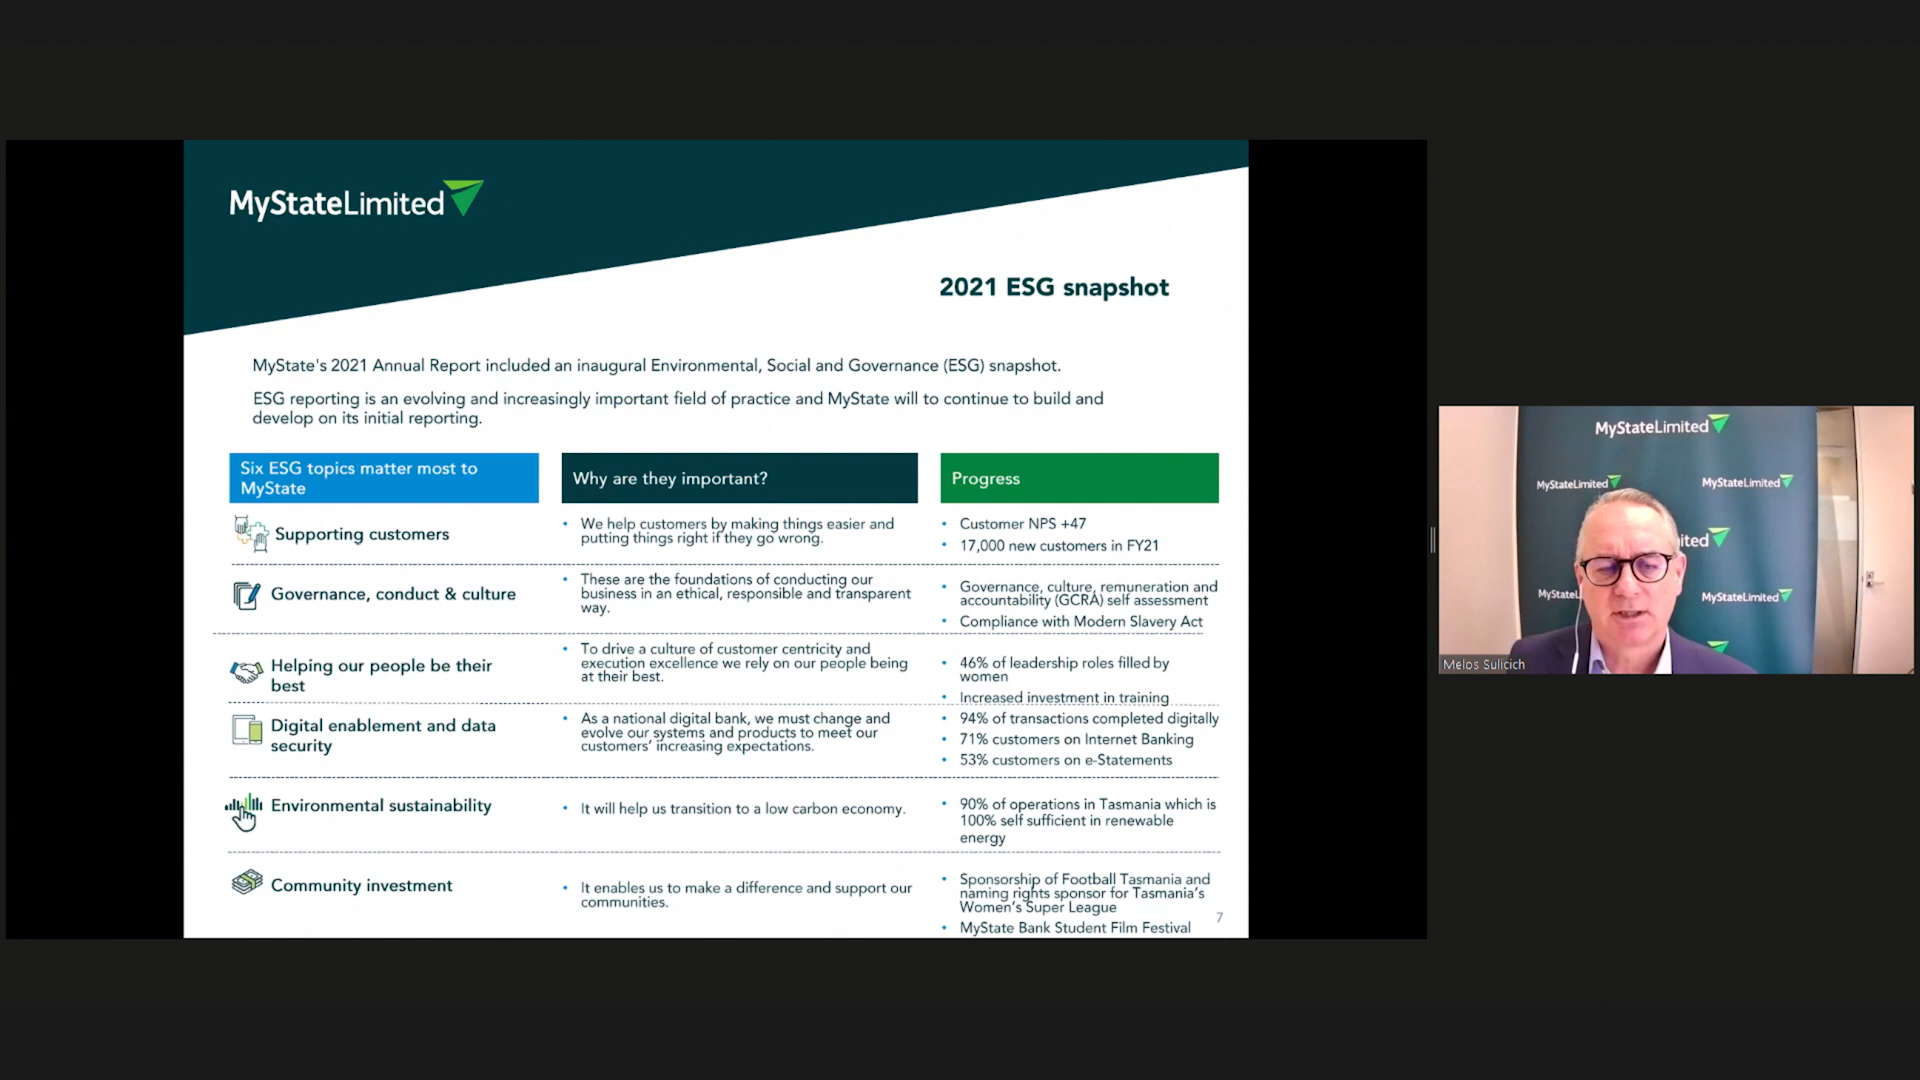 MyStateLimited
2021 ESG snapshot
MyState's 2021 Annual Report included an inaugural Environmental, Social and Governance (ESG) snapshot.
ESG reporting is an evolving and increasingly important field of practice and MyState will to continue to build and
develop on its initial reporting.
Six ESG topics matter most to
MyState
Why are they important?
Progress
Supporting customers
• We help customers by making things easier and
putting things right if they go wrong.
• Customer NPS +47
• 17,000 new customers in FY21
Governance, conduct & culture
• These are the foundations of conducting our
business in an ethical, responsible and transparent
way.
• Governance, culture, remuneration and
accountability (GCRA) self assessment
• Compliance with Modern Slavery Act
Helping our people be their
best
• To drive a culture of customer centricity and
execution excellence we rely on our people being
at their best.
• 46% of leadership roles filled by
women
• Increased investment in training
Digital enablement and data
security
• As a national digital bank, we must change and
evolve our systems and products to meet our
customers' increasing expectations.
• 94% of transactions completed digitally
• 71% customers on Internet Banking
• 53% customers on e-Statements
Environmental sustainability
• It will help us transition to a low carbon economy.
• 90% of operations in Tasmania which is
100% self sufficient in renewable
energy
Community investment
• It enables us to make a difference and support our
communities.
• Sponsorship of Football Tasmania and
naming rights sponsor for Tasmania's
Women's Super League
• MyState Bank Student Film Festival
7
MyStateLimited
MyStateLimited
MyStateLimited
ited
MyStateL
MyStateLimited
Melos Sulicich